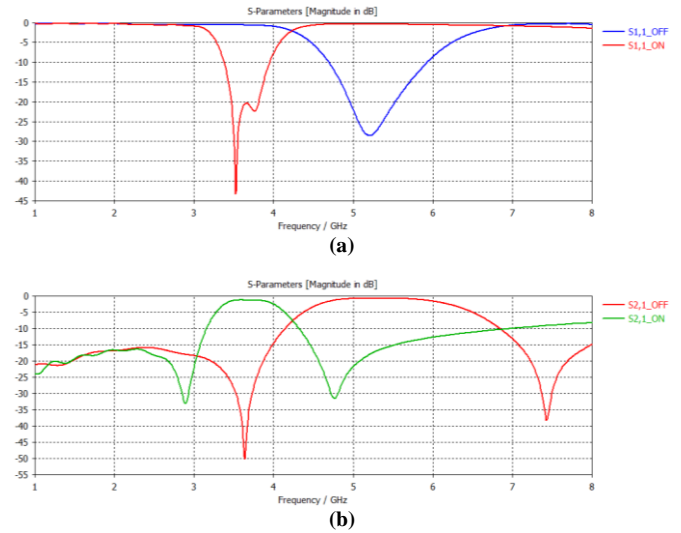 S-Parameters [Magnitude in dB]
0
-5
-10
-15
-20
-25
-30
-35
-40
-45
1 2 3 4 5 6 7 8
Frequency / GHz
S1,1_OFF
S1,1_ON
(a)
S-Parameters [Magnitude in dB]
0
-5
-10
-15
-20
-25
-30
-35
-40
-45
-50
-55
1 2 3 4 5 6 7 8
Frequency / GHz
S2,1_OFF
S2,1_ON
(b)